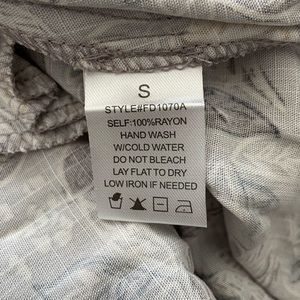 S
STYLE#FD1070A
SELF:100%RAYON
HAND WASH
W/COLD WATER
DO NOT BLEACH
LAY FLAT TO DRY
LOW IRON IF NEEDED